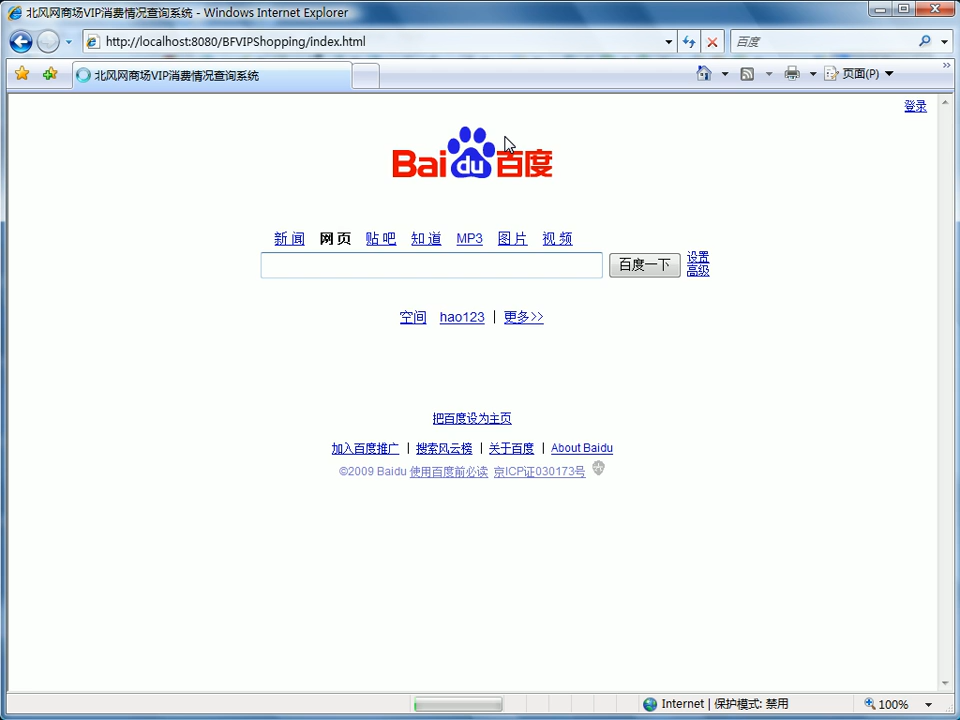 北风网商场VIP消费情况查询系统 - Windows Internet Explorer
http://localhost:8080/BFVIPShopping/index.html
百度
北风网商场VIP消费情况查询系统
页面(P)
登录
Bai du 百度
新闻 网页 贴吧 知道 MP3 图片 视频
百度一下
设置
高级
空间 hao123 | 更多>>
把百度设为主页
加入百度推广 | 搜索风云榜 | 关于百度 | About Baidu
©2009 Baidu 使用百度前必读 京ICP证030173号
Internet | 保护模式: 禁用
100%